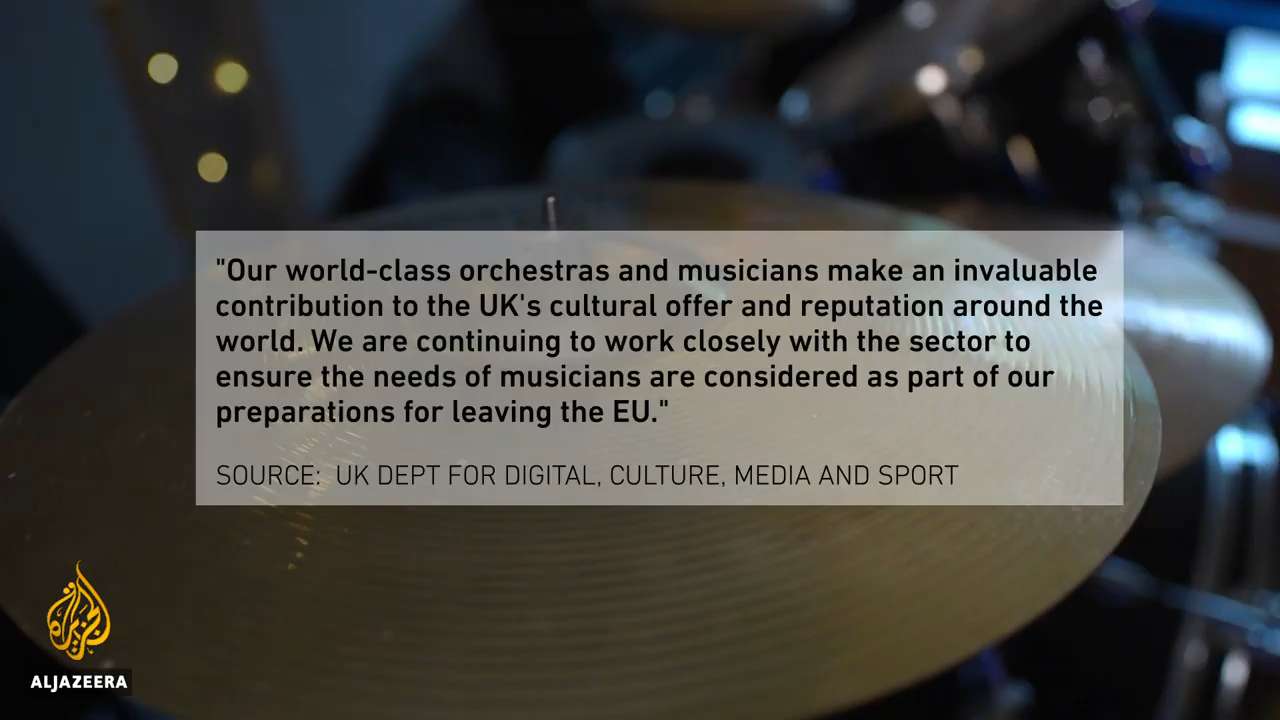 "Our world-class orchestras and musicians make an invaluable
contribution to the UK's cultural offer and reputation around the
world. We are continuing to work closely with the sector to
ensure the needs of musicians are considered as part of our
preparations for leaving the EU."
SOURCE: UK DEPT FOR DIGITAL, CULTURE, MEDIA AND SPORT
ALJAZEERA